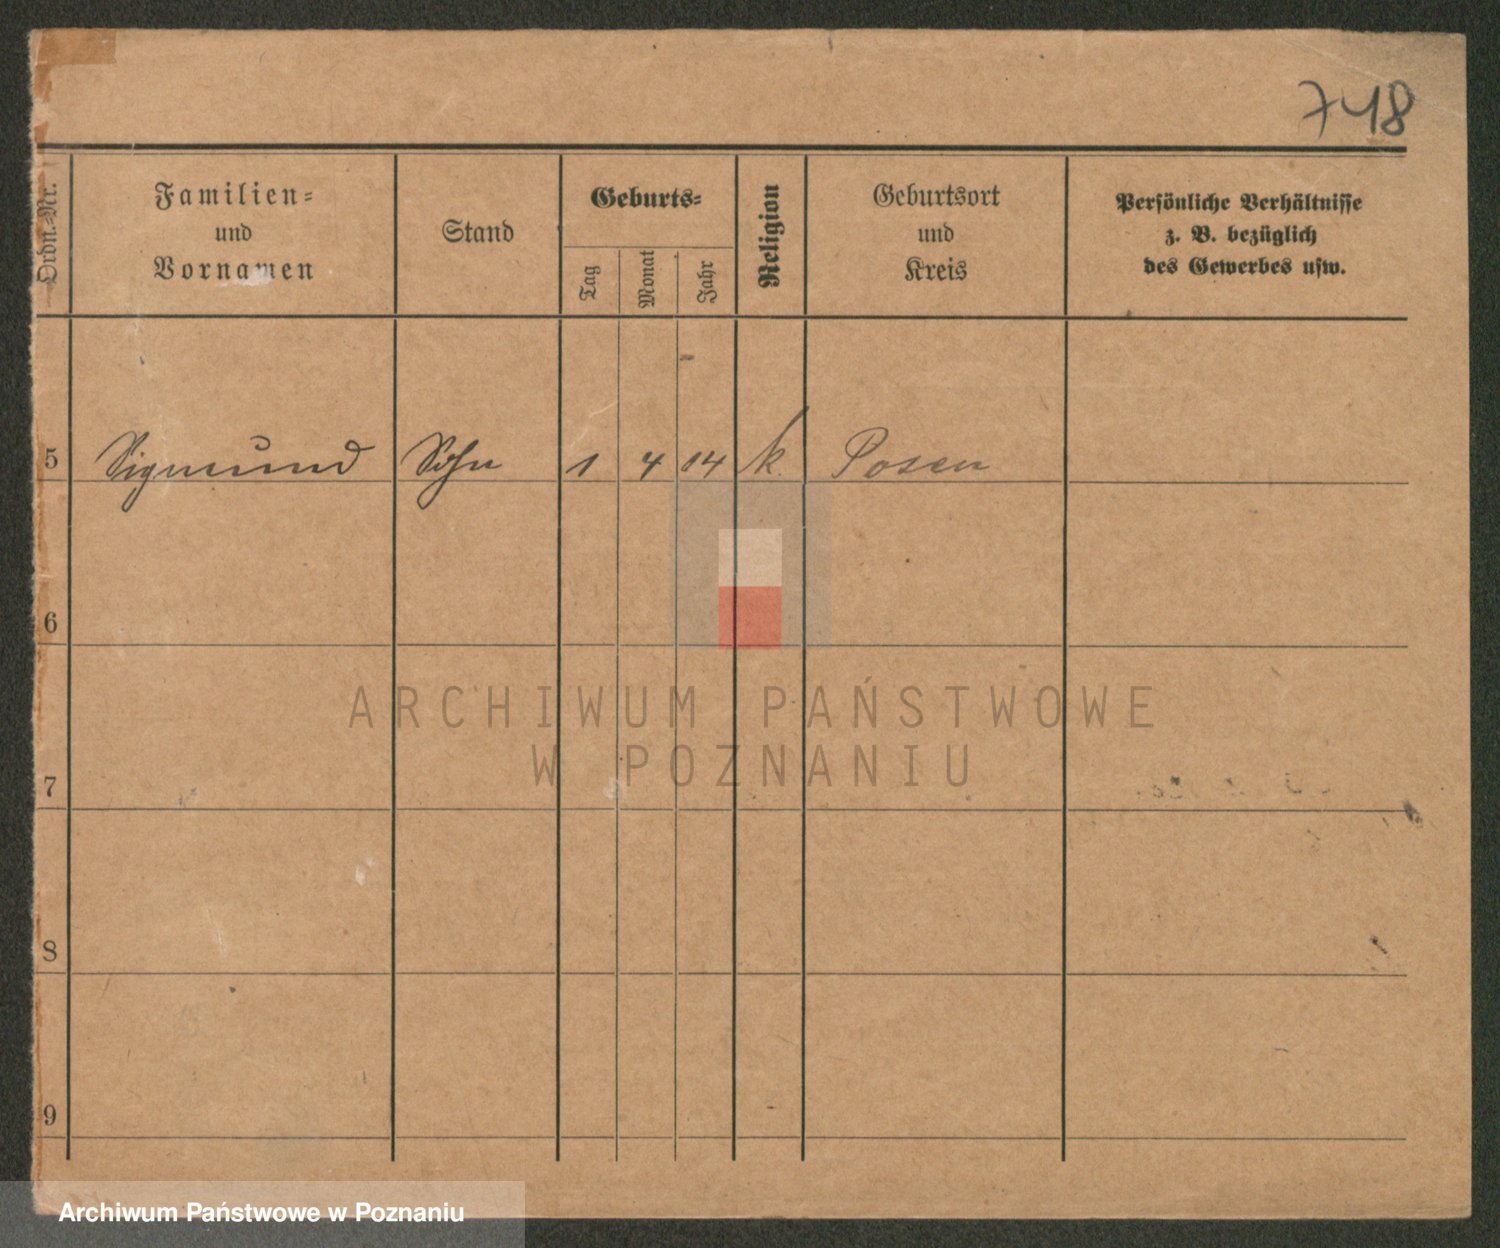 748
Ordn.-Nr.
Familien-
und
Vornamen
Stand
Geburts-
Tag
Monat
Jahr
Religion
Geburtsort
und
Kreis
Persönliche Verhältnisse
z. B. bezüglich
des Gewerbes usw.
5 Sigmund Sohn 1 4 14 k. Posen
6
7
8
9
ARCHIWUM PAŃSTWOWE
W POZNANIU
Archiwum Państwowe w Poznaniu